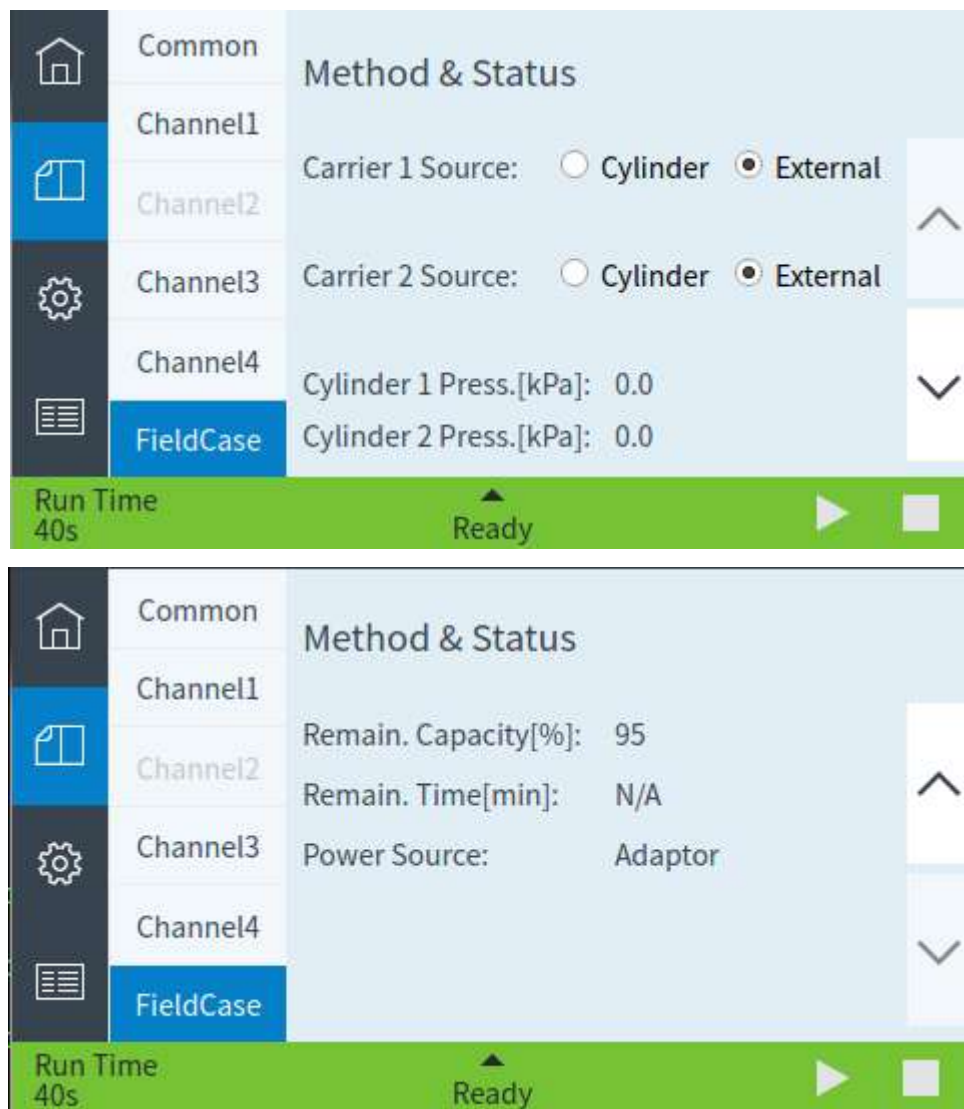 Common
Channel1
Channel2
Channel3
Channel4
FieldCase
Method & Status
Carrier 1 Source: Cylinder External
Carrier 2 Source: Cylinder External
Cylinder 1 Press.[kPa]: 0.0
Cylinder 2 Press.[kPa]: 0.0
Run Time
40s
Ready
Common
Channel1
Channel2
Channel3
Channel4
FieldCase
Method & Status
Remain. Capacity[%]: 95
Remain. Time[min]: N/A
Power Source: Adaptor
Run Time
40s
Ready